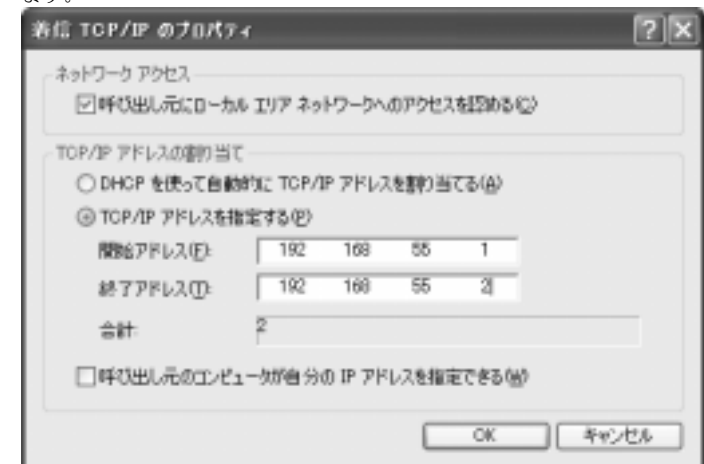 ます。
着信 TCP/IP のプロパティ
ネットワーク アクセス
呼び出し元にローカル エリア ネットワークへのアクセスを認める(C)
TCP/IP アドレスの割り当て
DHCP を使って自動的に TCP/IP アドレスを割り当てる(A)
TCP/IP アドレスを指定する(P)
開始アドレス(F): 192 168 55 1
終了アドレス(T): 192 168 55 2
合計: 2
呼び出し元のコンピュータが自分の IP アドレスを指定できる(W)
OK キャンセル